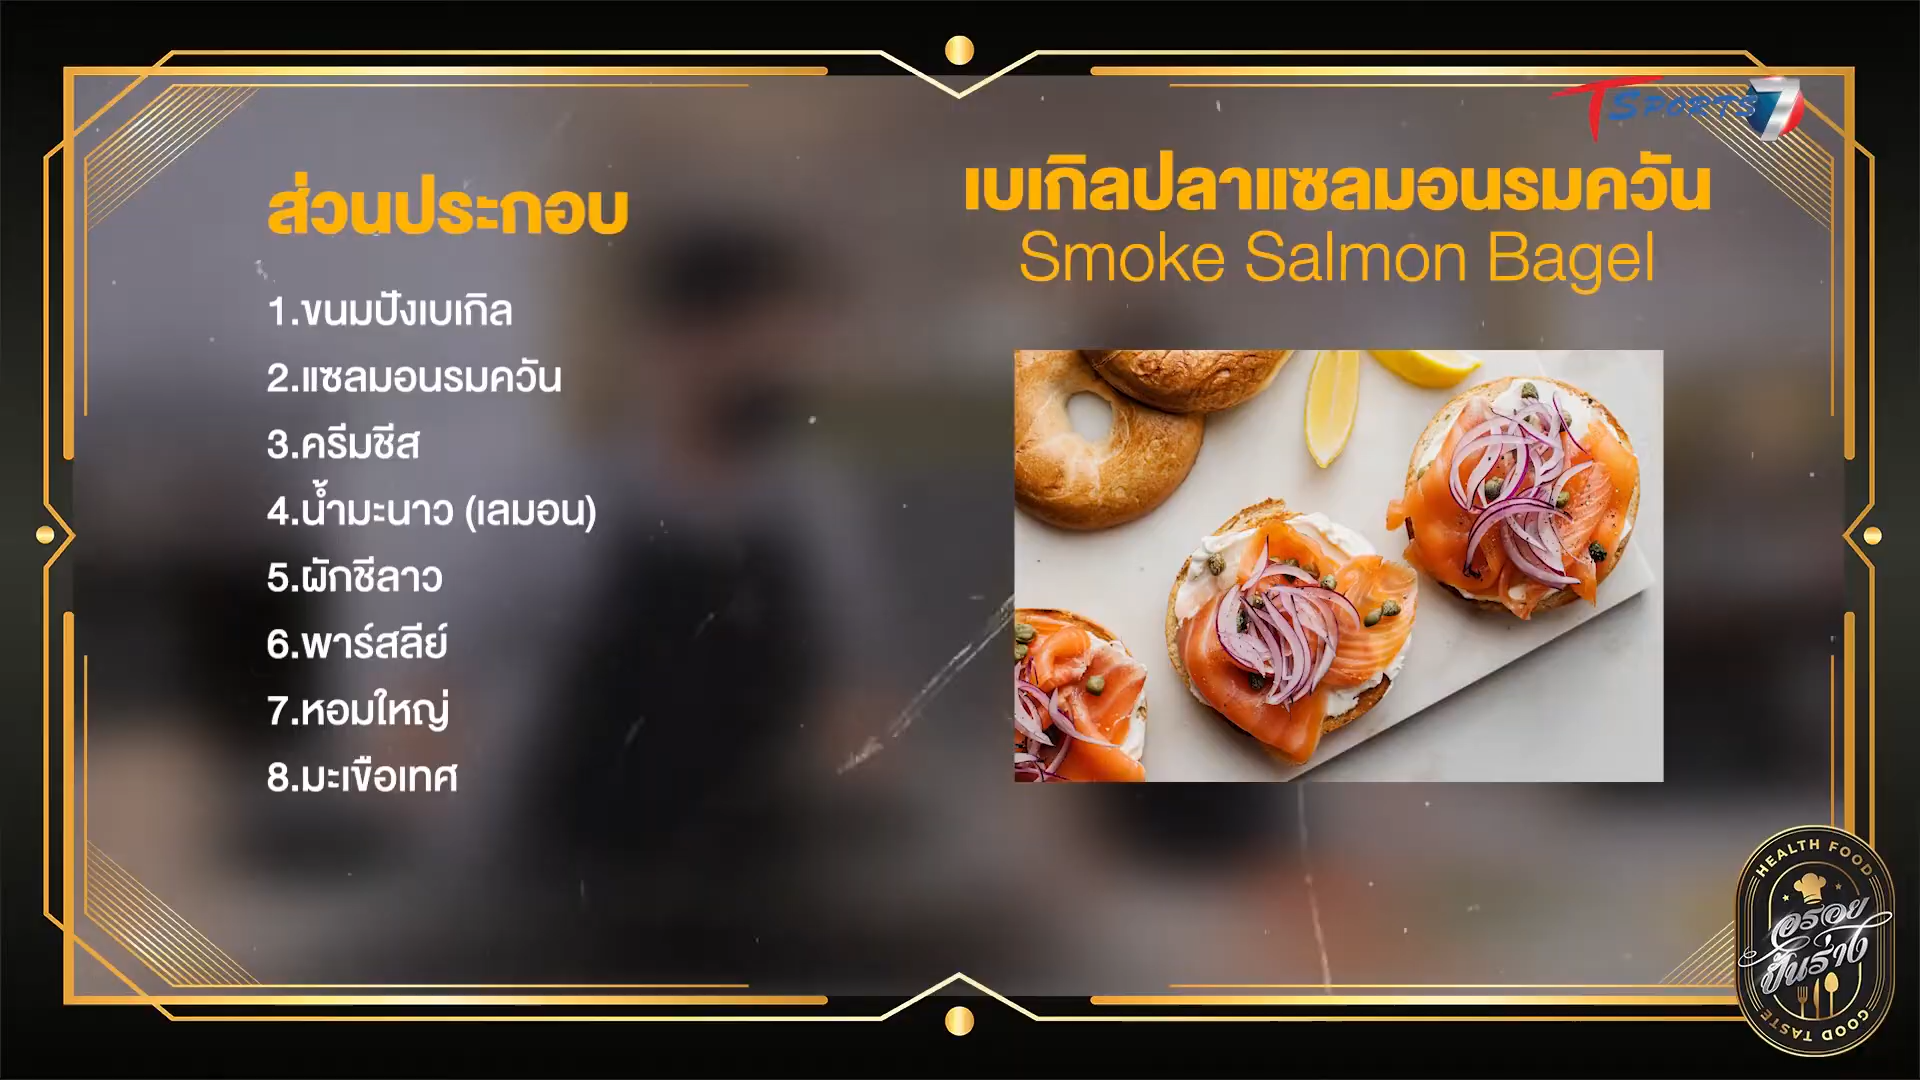 TSPORTS 7
ส่วนประกอบ
1.ขนมปังเบเกิล
2.แซลมอนรมควัน
3.ครีมชีส
4.น้ำมะนาว (เลมอน)
5.ผักชีลาว
6.พาร์สลีย์
7.หอมใหญ่
8.มะเขือเทศ
เบเกิลปลาแซลมอนรมควัน
Smoke Salmon Bagel
HEALTH FOOD
อร่อย
ปั้นร่าง
GOOD TASTE